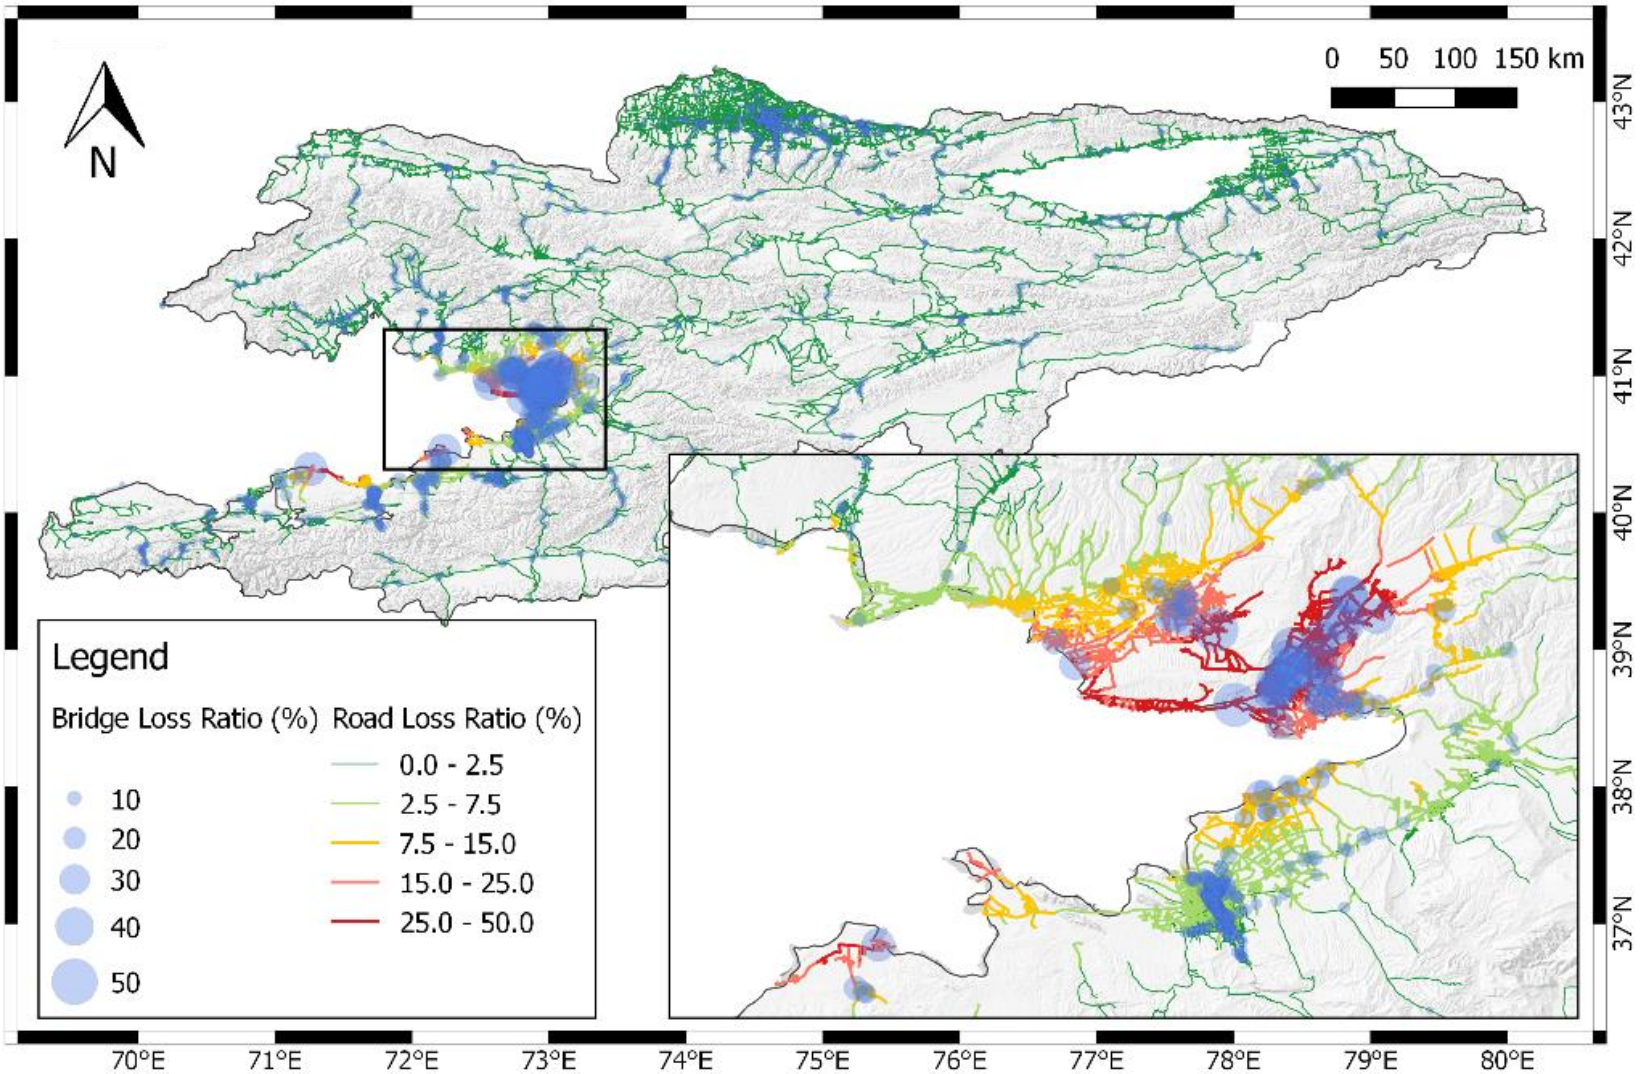 0 50 100 150 km
N
43°N
42°N
41°N
40°N
39°N
38°N
37°N
Legend
Bridge Loss Ratio (%) Road Loss Ratio (%)
0.0 - 2.5
10 2.5 - 7.5
20 7.5 - 15.0
30 15.0 - 25.0
40 25.0 - 50.0
50
70°E 71°E 72°E 73°E 74°E 75°E 76°E 77°E 78°E 79°E 80°E